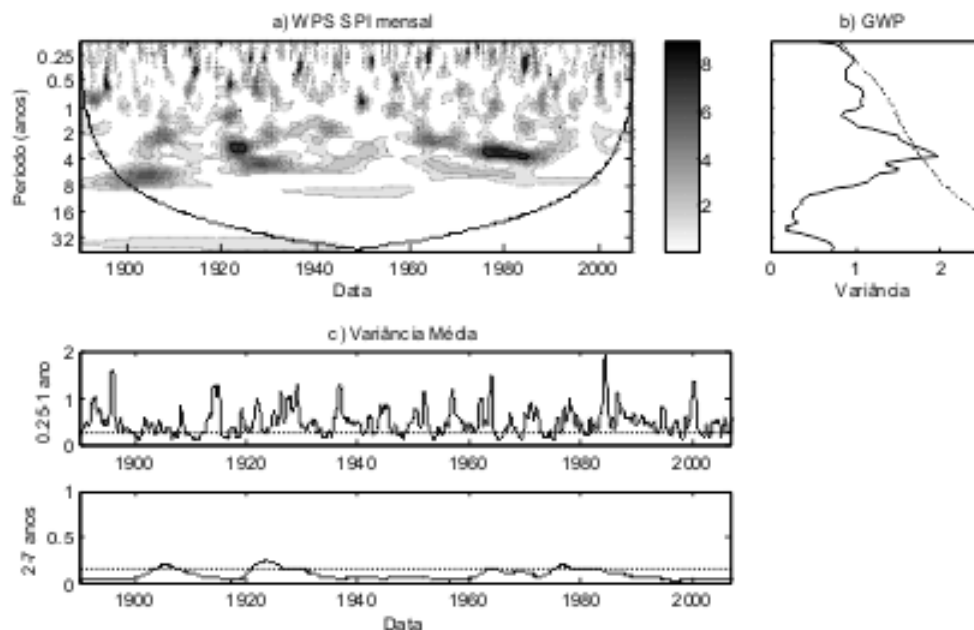 a) WPS SPI mensal
b) GWP
Período (anos)
0.25
0.5
1
2
4
8
16
32
1900 1920 1940 1960 1980 2000
Data
8
6
4
2
0 1 2
Variância
c) Variância Média
0.25-1 ano
2
1
0
1900 1920 1940 1960 1980 2000
2-7 anos
1
0.5
0
1900 1920 1940 1960 1980 2000
Data